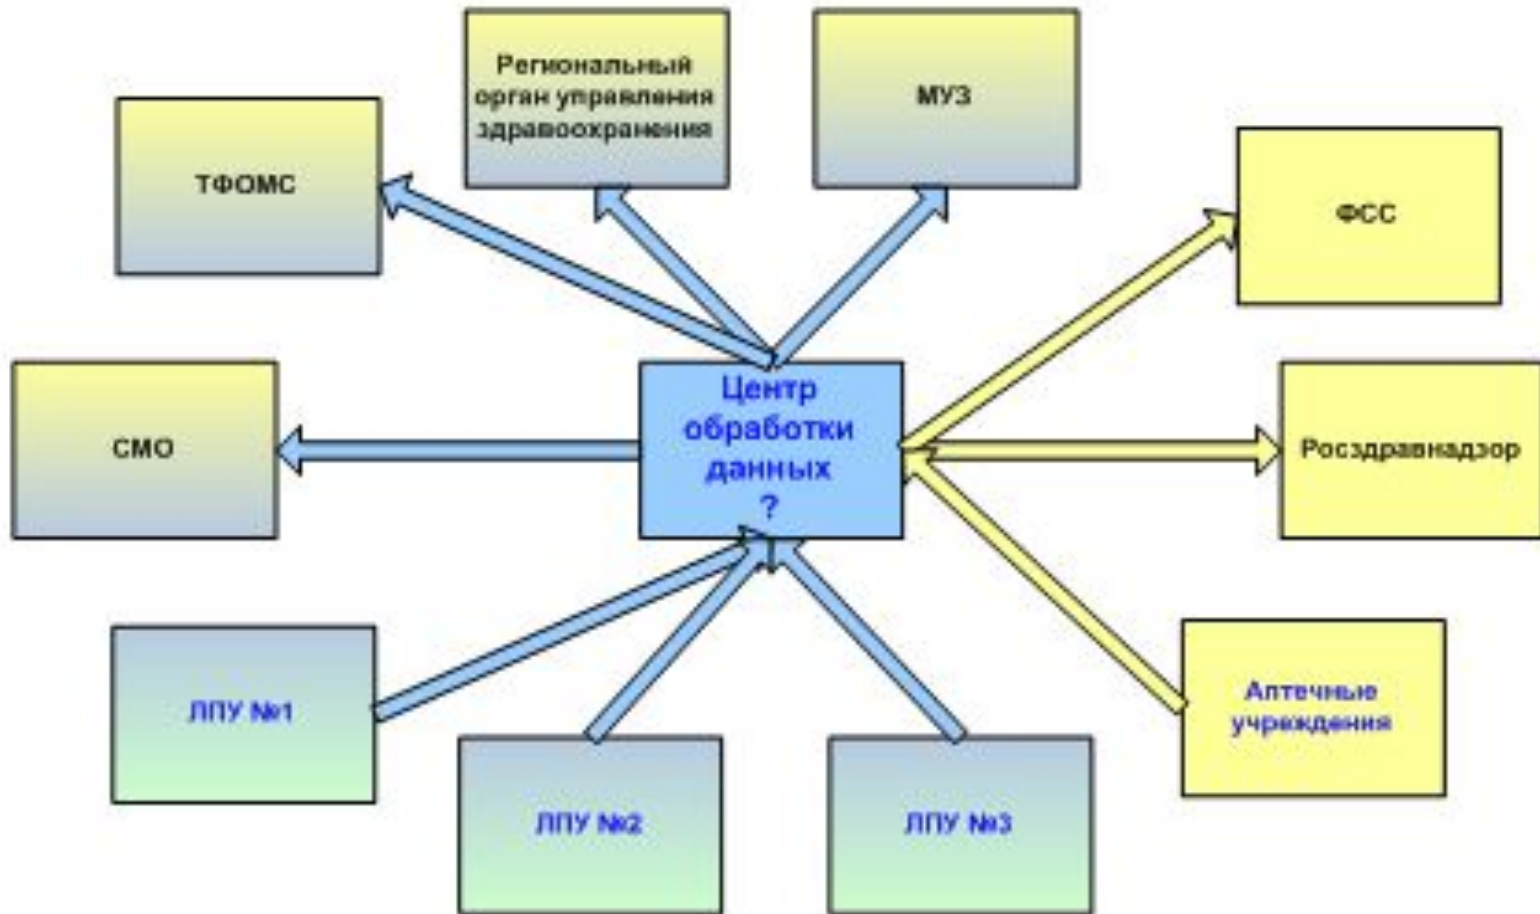 Региональный
орган управления
здравоохранения
МУЗ
ТФОМС
ФСС
Центр
обработки
данных
?
СМО
Росздравнадзор
ЛПУ №1
Аптечные
учреждения
ЛПУ №2
ЛПУ №3